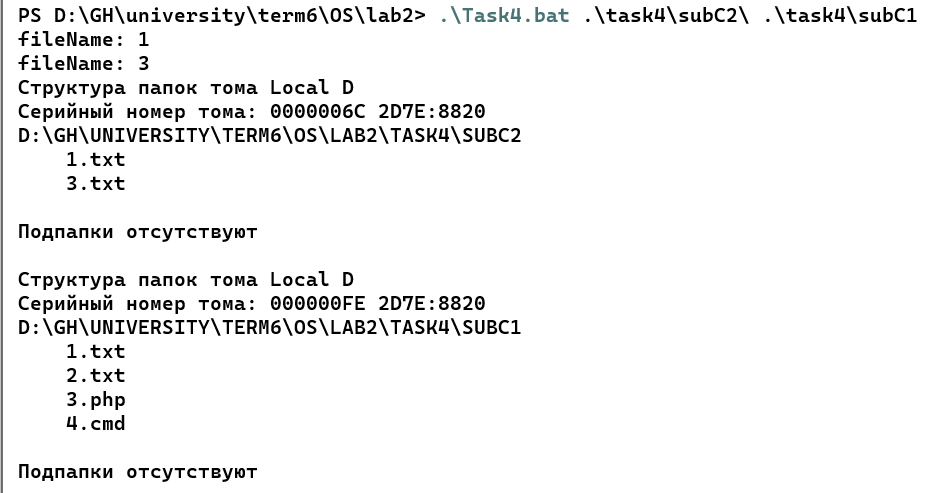 PS D:\GH\university\term6\OS\lab2> .\Task4.bat .\task4\subC2\ .\task4\subC1
fileName: 1
fileName: 3
Структура папок тома Local D
Серийный номер тома: 0000006C 2D7E:8820
D:\GH\UNIVERSITY\TERM6\OS\LAB2\TASK4\SUBC2
    1.txt
    3.txt

Подпапки отсутствуют

Структура папок тома Local D
Серийный номер тома: 000000FE 2D7E:8820
D:\GH\UNIVERSITY\TERM6\OS\LAB2\TASK4\SUBC1
    1.txt
    2.txt
    3.php
    4.cmd

Подпапки отсутствуют